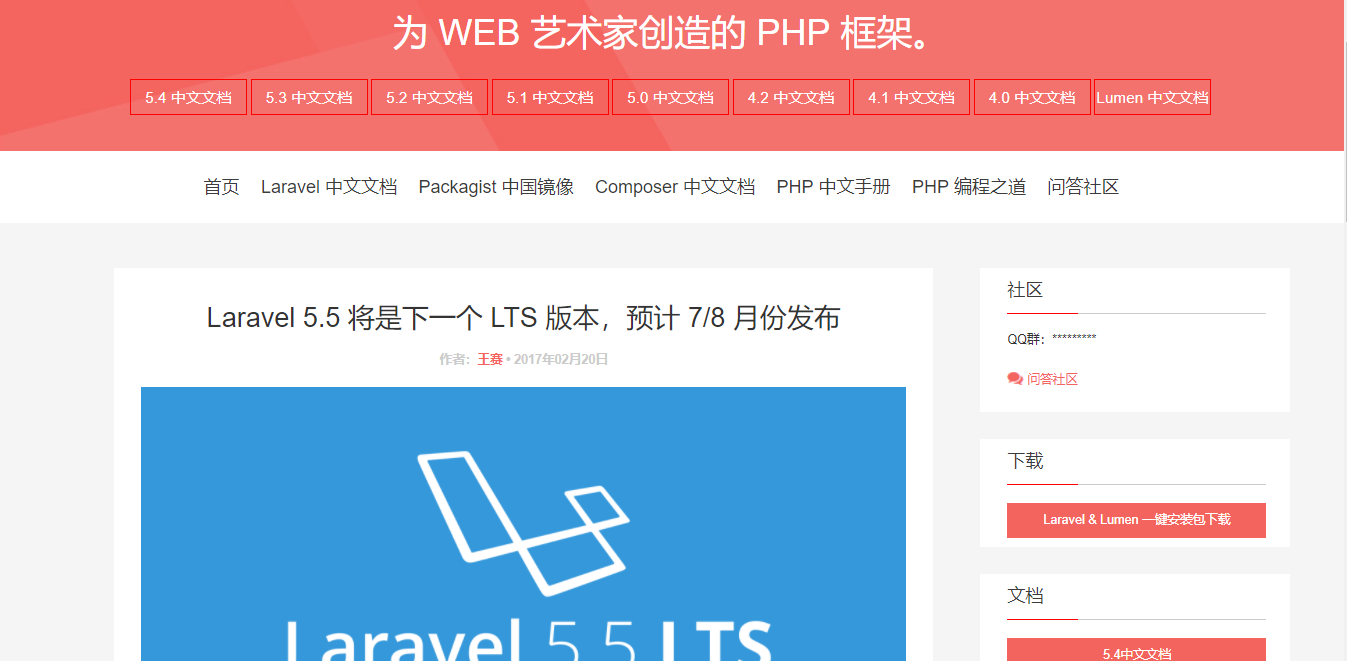 为 WEB 艺术家创造的 PHP 框架。
5.4 中文文档 5.3 中文文档 5.2 中文文档 5.1 中文文档 5.0 中文文档 4.2 中文文档 4.1 中文文档 4.0 中文文档 Lumen 中文文档
首页 Laravel 中文文档 Packagist 中国镜像 Composer 中文文档 PHP 中文手册 PHP 编程之道 问答社区
Laravel 5.5 将是下一个 LTS 版本，预计 7/8 月份发布
作者：王赛 • 2017年02月20日
Laravel 5.5 LTS
社区
QQ群：*********
问答社区
下载
Laravel & Lumen 一键安装包下载
文档
5.4中文文档